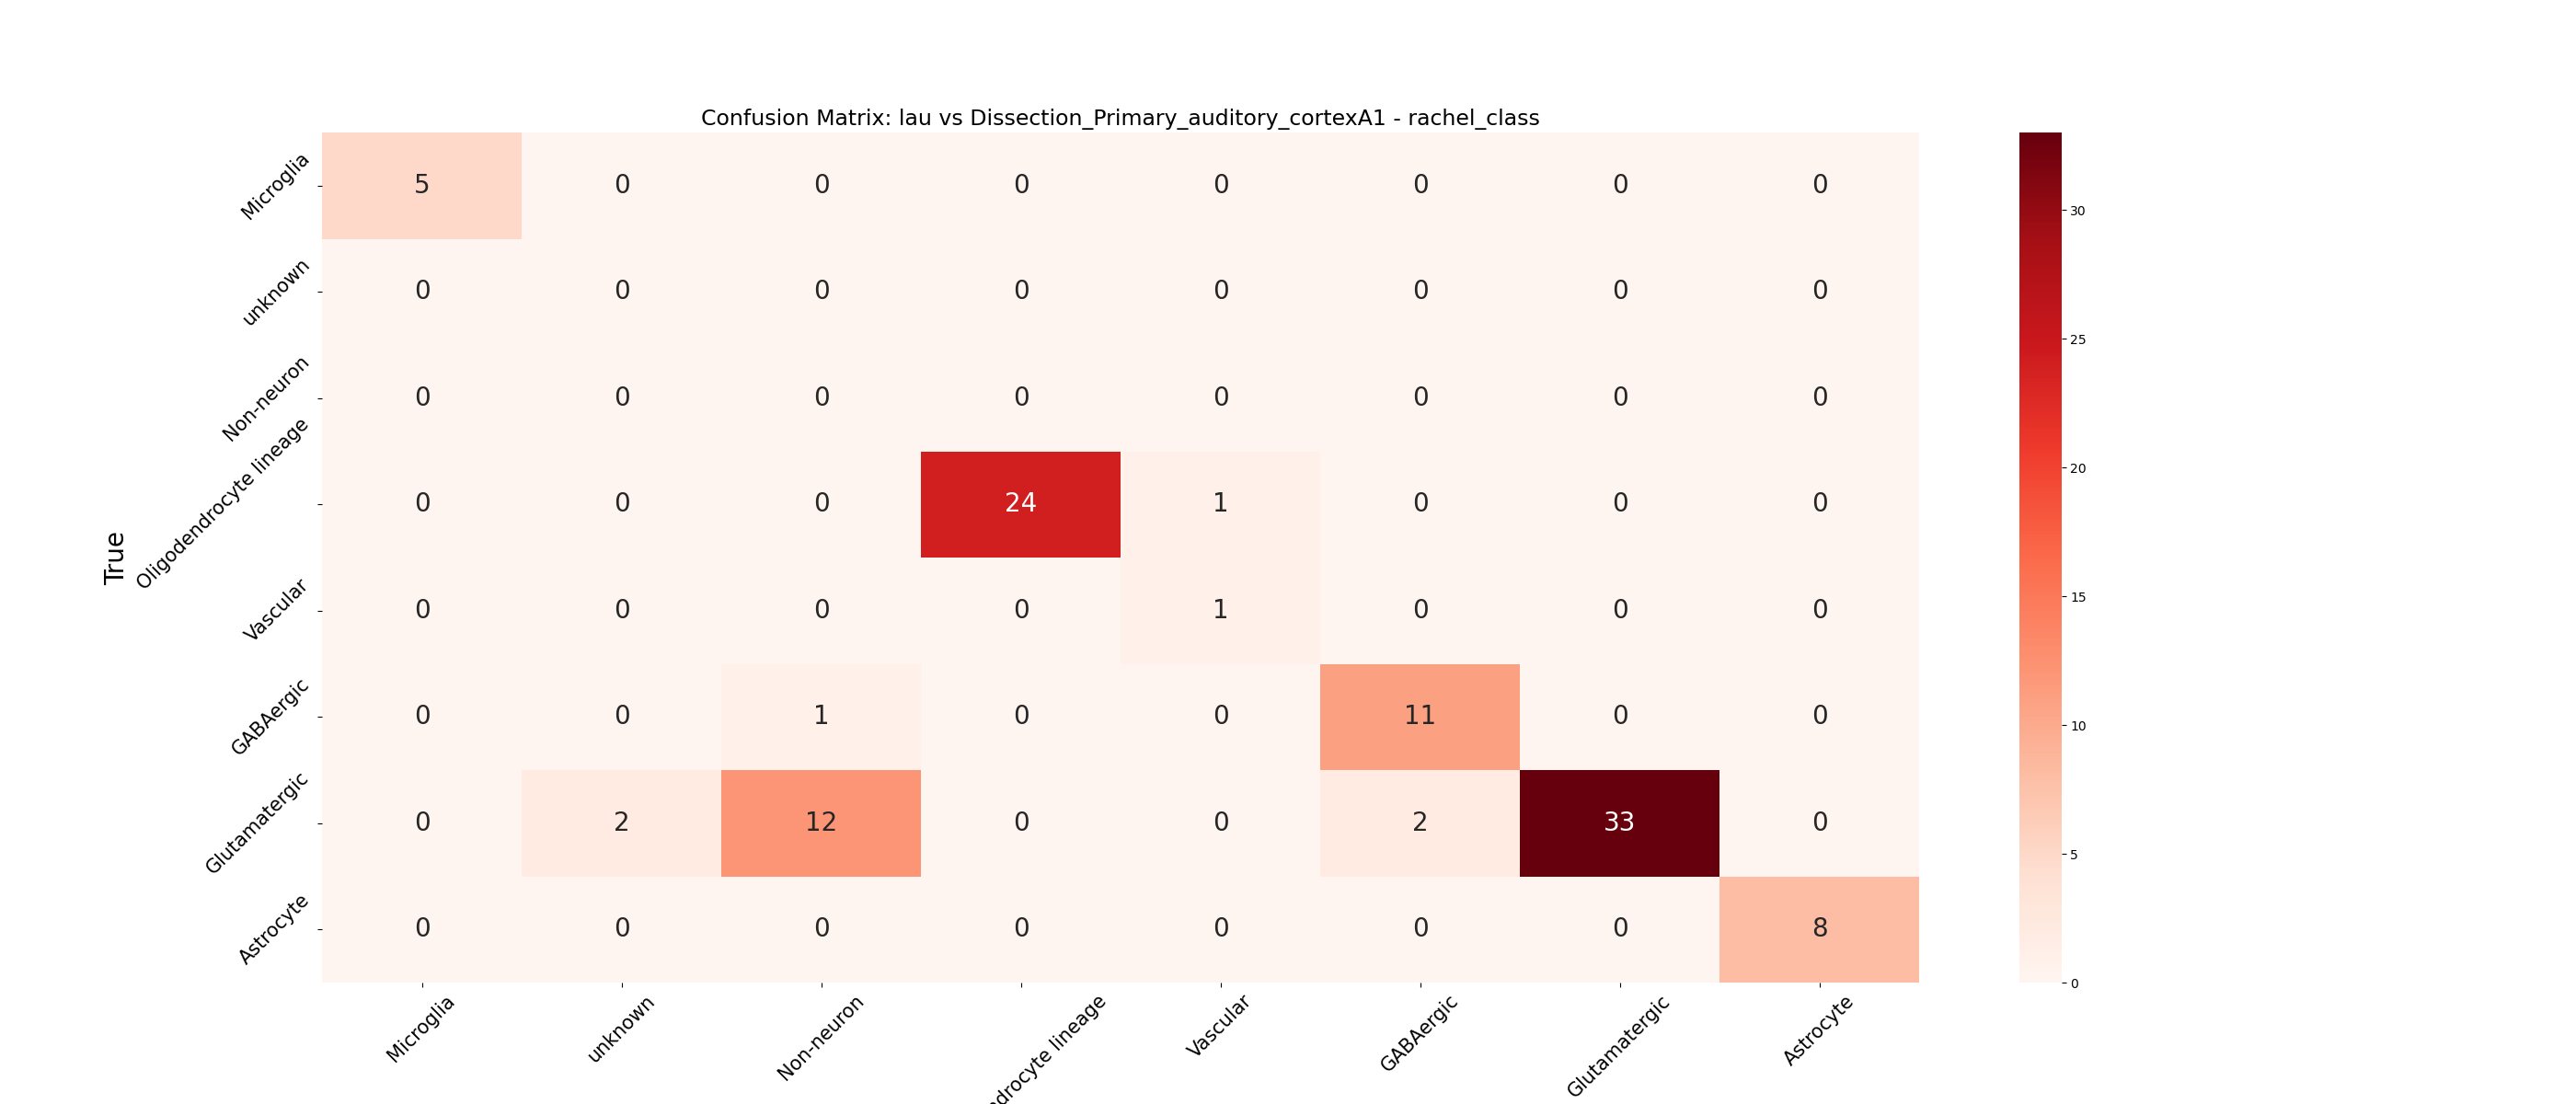 Confusion Matrix: lau vs Dissection_Primary_auditory_cortexA1 - rachel_class
True
Microglia 5 0 0 0 0 0 0 0
unknown 0 0 0 0 0 0 0 0
Non-neuron 0 0 0 0 0 0 0 0
Oligodendrocyte lineage 0 0 0 24 1 0 0 0
Vascular 0 0 0 0 1 0 0 0
GABAergic 0 0 1 0 0 11 0 0
Glutamatergic 0 2 12 0 0 2 33 0
Astrocyte 0 0 0 0 0 0 0 8
Microglia unknown Non-neuron ndrocyte lineage Vascular GABAergic Glutamatergic Astrocyte
30
25
20
15
10
5
0